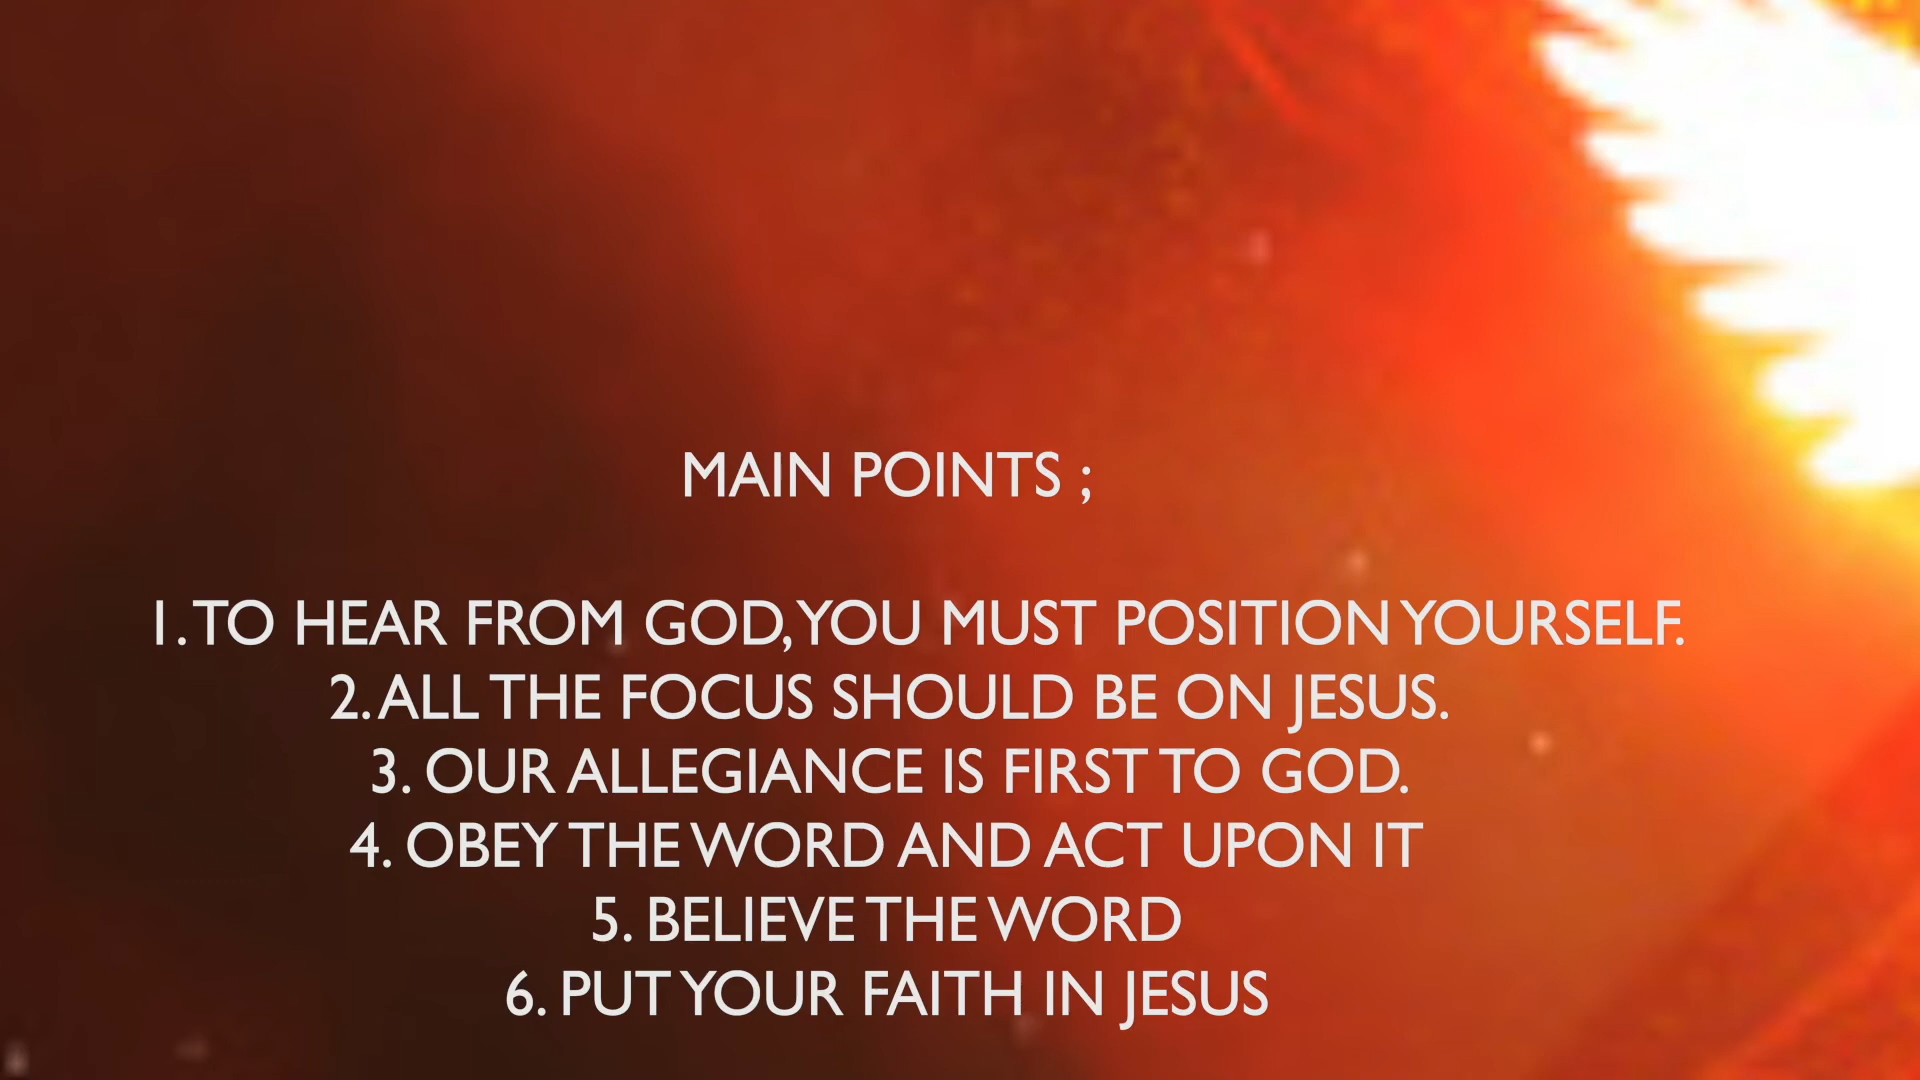 MAIN POINTS ;
1. TO HEAR FROM GOD, YOU MUST POSITION YOURSELF.
2. ALL THE FOCUS SHOULD BE ON JESUS.
3. OUR ALLEGIANCE IS FIRST TO GOD.
4. OBEY THE WORD AND ACT UPON IT
5. BELIEVE THE WORD
6. PUT YOUR FAITH IN JESUS